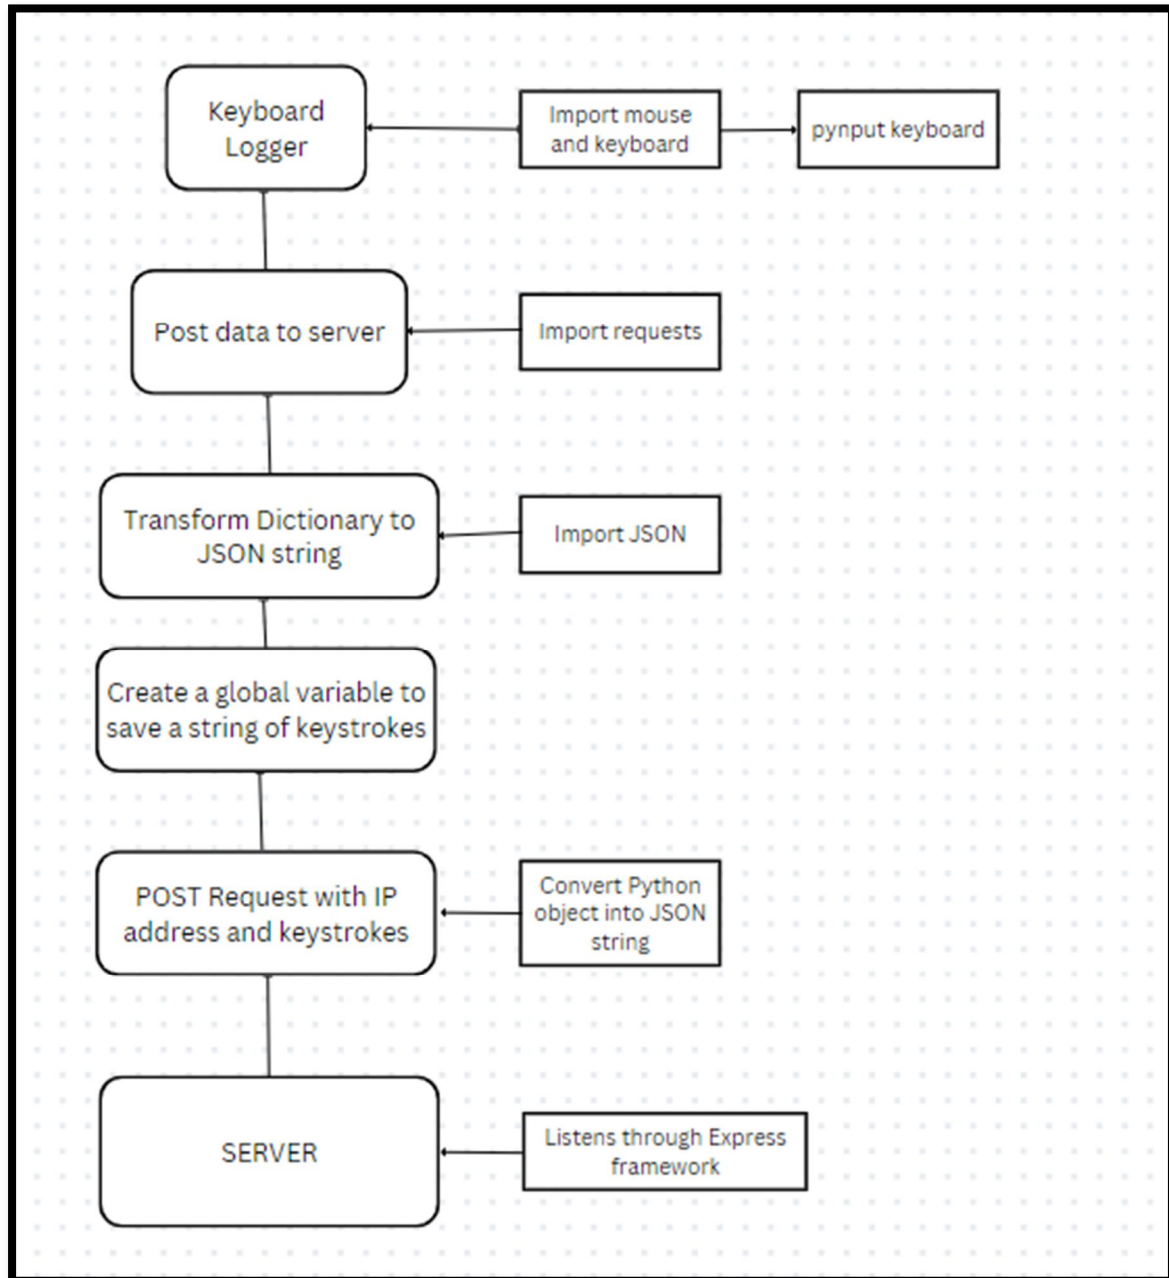 Keyboard
Logger
Import mouse
and keyboard
pynput keyboard
Post data to server
Import requests
Transform Dictionary to
JSON string
Import JSON
Create a global variable to
save a string of keystrokes
POST Request with IP
address and keystrokes
Convert Python
object into JSON
string
SERVER
Listens through Express
framework